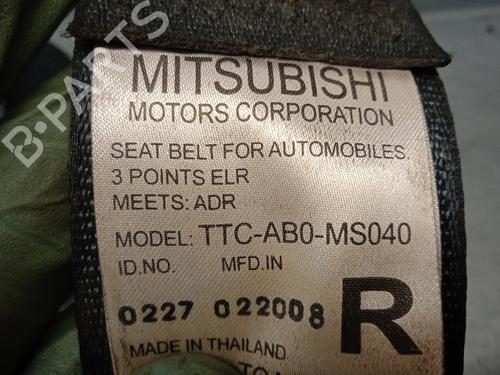 MITSUBISHI
MOTORS CORPORATION
SEAT BELT FOR AUTOMOBILES.
3 POINTS ELR
MEETS: ADR
MODEL: TTC-AB0-MS040
ID.NO. MFD.IN
0227 022008 R
MADE IN THAILAND
B-PARTS